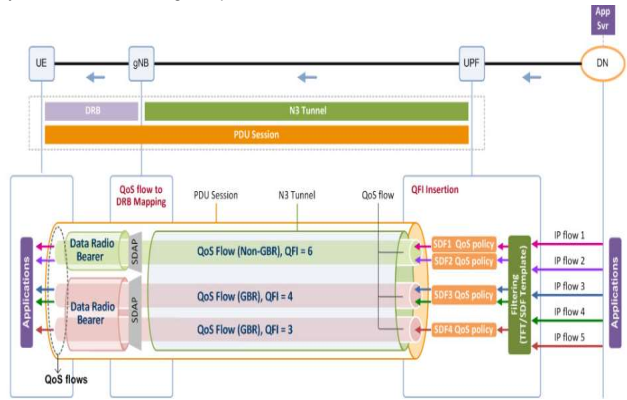 App
Svr
UE
gNB
UPF
DN
DRB
N3 Tunnel
PDU Session
QoS flow to
DRB Mapping
PDU Session
N3 Tunnel
QoS flow
QFI Insertion
Applications
Data Radio
Bearer
SDAP
QoS Flow (Non-GBR), QFI = 6
SDF1 QoS policy
SDF2 QoS policy
Data Radio
Bearer
SDAP
QoS Flow (GBR), QFI = 4
QoS Flow (GBR), QFI = 3
SDF3 QoS policy
SDF4 QoS policy
Filtering
(TFT/SDF Template)
IP flow 1
IP flow 2
IP flow 3
IP flow 4
IP flow 5
Applications
QoS flows